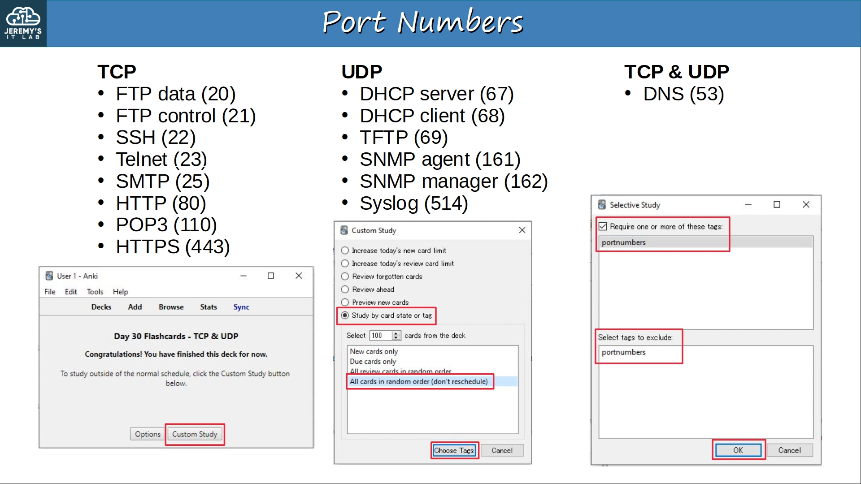 JEREMY'S
IT LAB
Port Numbers
TCP
• FTP data (20)
• FTP control (21)
• SSH (22)
• Telnet (23)
• SMTP (25)
• HTTP (80)
• POP3 (110)
• HTTPS (443)
UDP
• DHCP server (67)
• DHCP client (68)
• TFTP (69)
• SNMP agent (161)
• SNMP manager (162)
• Syslog (514)
TCP & UDP
• DNS (53)
User 1 - Anki
File Edit Tools Help
Decks Add Browse Stats Sync
Day 30 Flashcards - TCP & UDP
Congratulations! You have finished this deck for now.
To study outside of the normal schedule, click the Custom Study button
below.
Options Custom Study
Custom Study
Increase today's new card limit
Increase today's review card limit
Review forgotten cards
Review ahead
Preview new cards
Study by card state or tag
Select 100 cards from the deck
New cards only
Due cards only
All review cards in random order
All cards in random order (don't reschedule)
Choose Tags Cancel
Selective Study
Require one or more of these tags:
portnumbers
Select tags to exclude:
portnumbers
OK Cancel